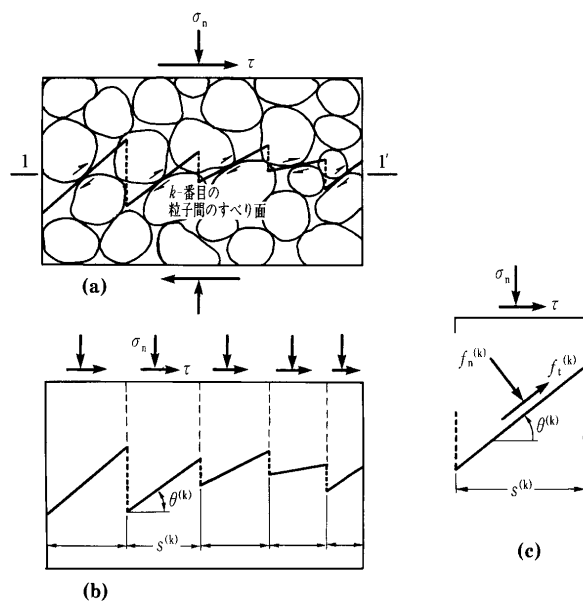 σₙ
τ
1
1′
k-番目の
粒子間のすべり面
(a)
σₙ
τ
θ⁽ᵏ⁾
s⁽ᵏ⁾
(b)
σₙ
τ
fₙ⁽ᵏ⁾
fₜ⁽ᵏ⁾
θ⁽ᵏ⁾
s⁽ᵏ⁾
(c)